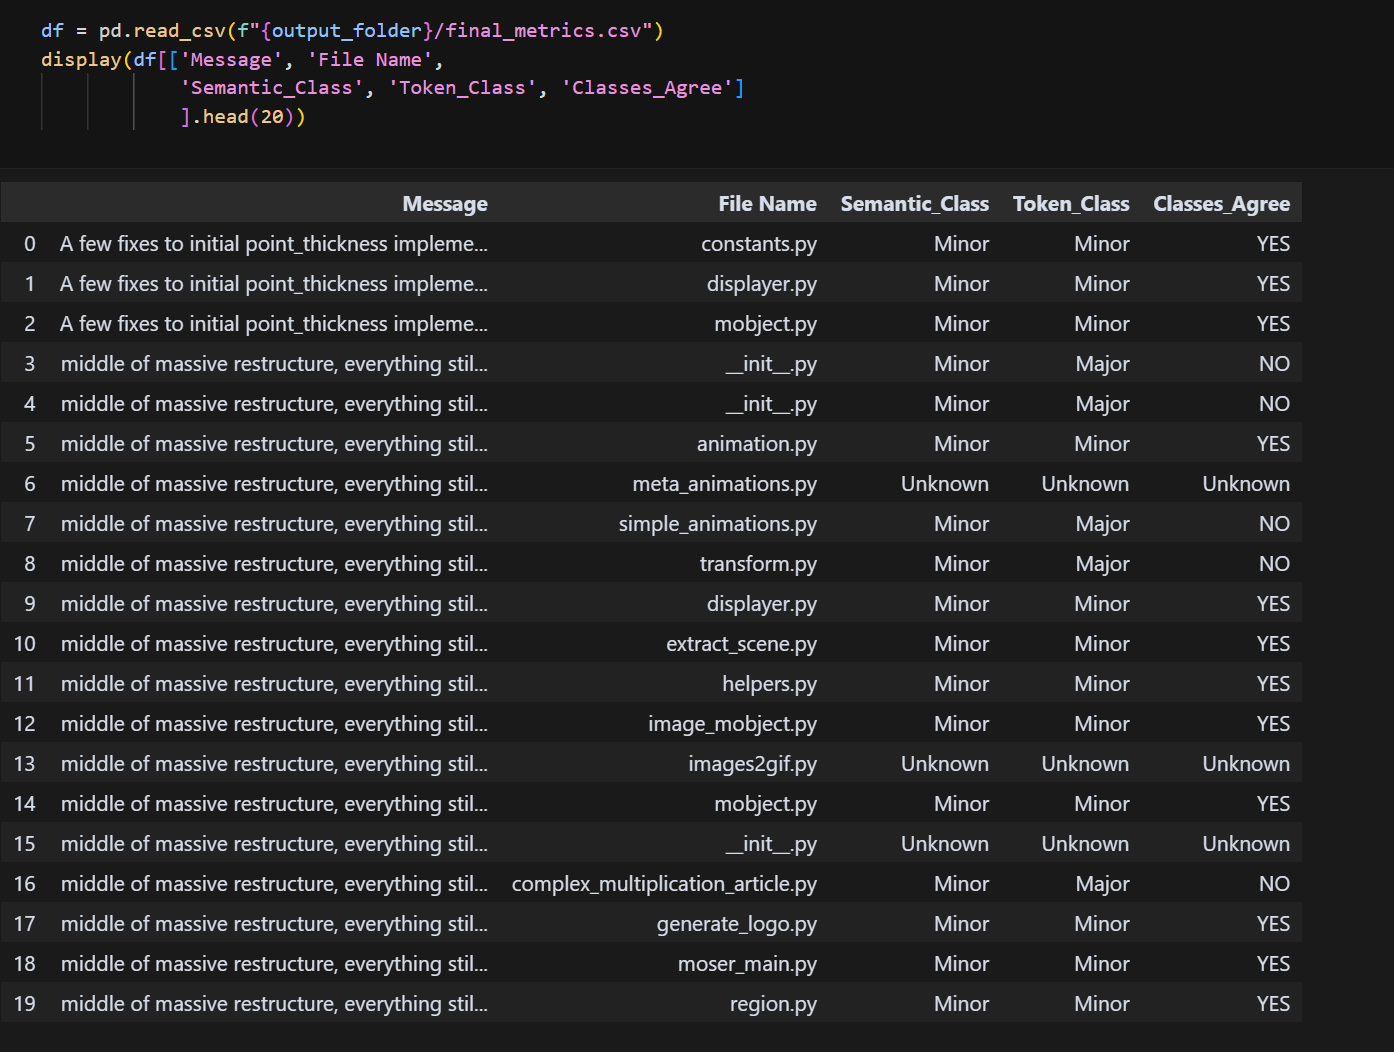 df = pd.read_csv(f"{output_folder}/final_metrics.csv")
display(df[['Message', 'File Name',
'Semantic_Class', 'Token_Class', 'Classes_Agree']
].head(20))
Message File Name Semantic_Class Token_Class Classes_Agree
0 A few fixes to initial point_thickness impleme... constants.py Minor Minor YES
1 A few fixes to initial point_thickness impleme... displayer.py Minor Minor YES
2 A few fixes to initial point_thickness impleme... mobject.py Minor Minor YES
3 middle of massive restructure, everything stil... __init__.py Minor Major NO
4 middle of massive restructure, everything stil... __init__.py Minor Major NO
5 middle of massive restructure, everything stil... animation.py Minor Minor YES
6 middle of massive restructure, everything stil... meta_animations.py Unknown Unknown Unknown
7 middle of massive restructure, everything stil... simple_animations.py Minor Major NO
8 middle of massive restructure, everything stil... transform.py Minor Major NO
9 middle of massive restructure, everything stil... displayer.py Minor Minor YES
10 middle of massive restructure, everything stil... extract_scene.py Minor Minor YES
11 middle of massive restructure, everything stil... helpers.py Minor Minor YES
12 middle of massive restructure, everything stil... image_mobject.py Minor Minor YES
13 middle of massive restructure, everything stil... images2gif.py Unknown Unknown Unknown
14 middle of massive restructure, everything stil... mobject.py Minor Minor YES
15 middle of massive restructure, everything stil... __init__.py Unknown Unknown Unknown
16 middle of massive restructure, everything stil... complex_multiplication_article.py Minor Major NO
17 middle of massive restructure, everything stil... generate_logo.py Minor Minor YES
18 middle of massive restructure, everything stil... moser_main.py Minor Minor YES
19 middle of massive restructure, everything stil... region.py Minor Minor YES